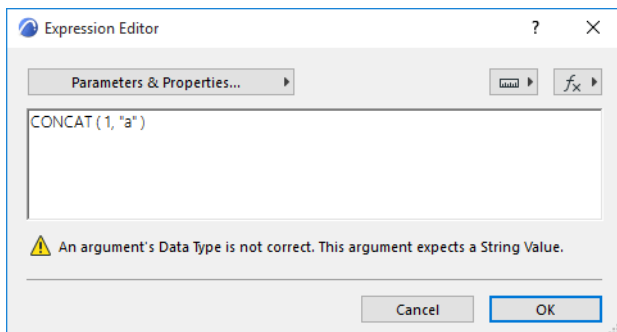 Expression Editor
?
Parameters & Properties...
fx
CONCAT ( 1, "a" )
An argument's Data Type is not correct. This argument expects a String Value.
Cancel
OK